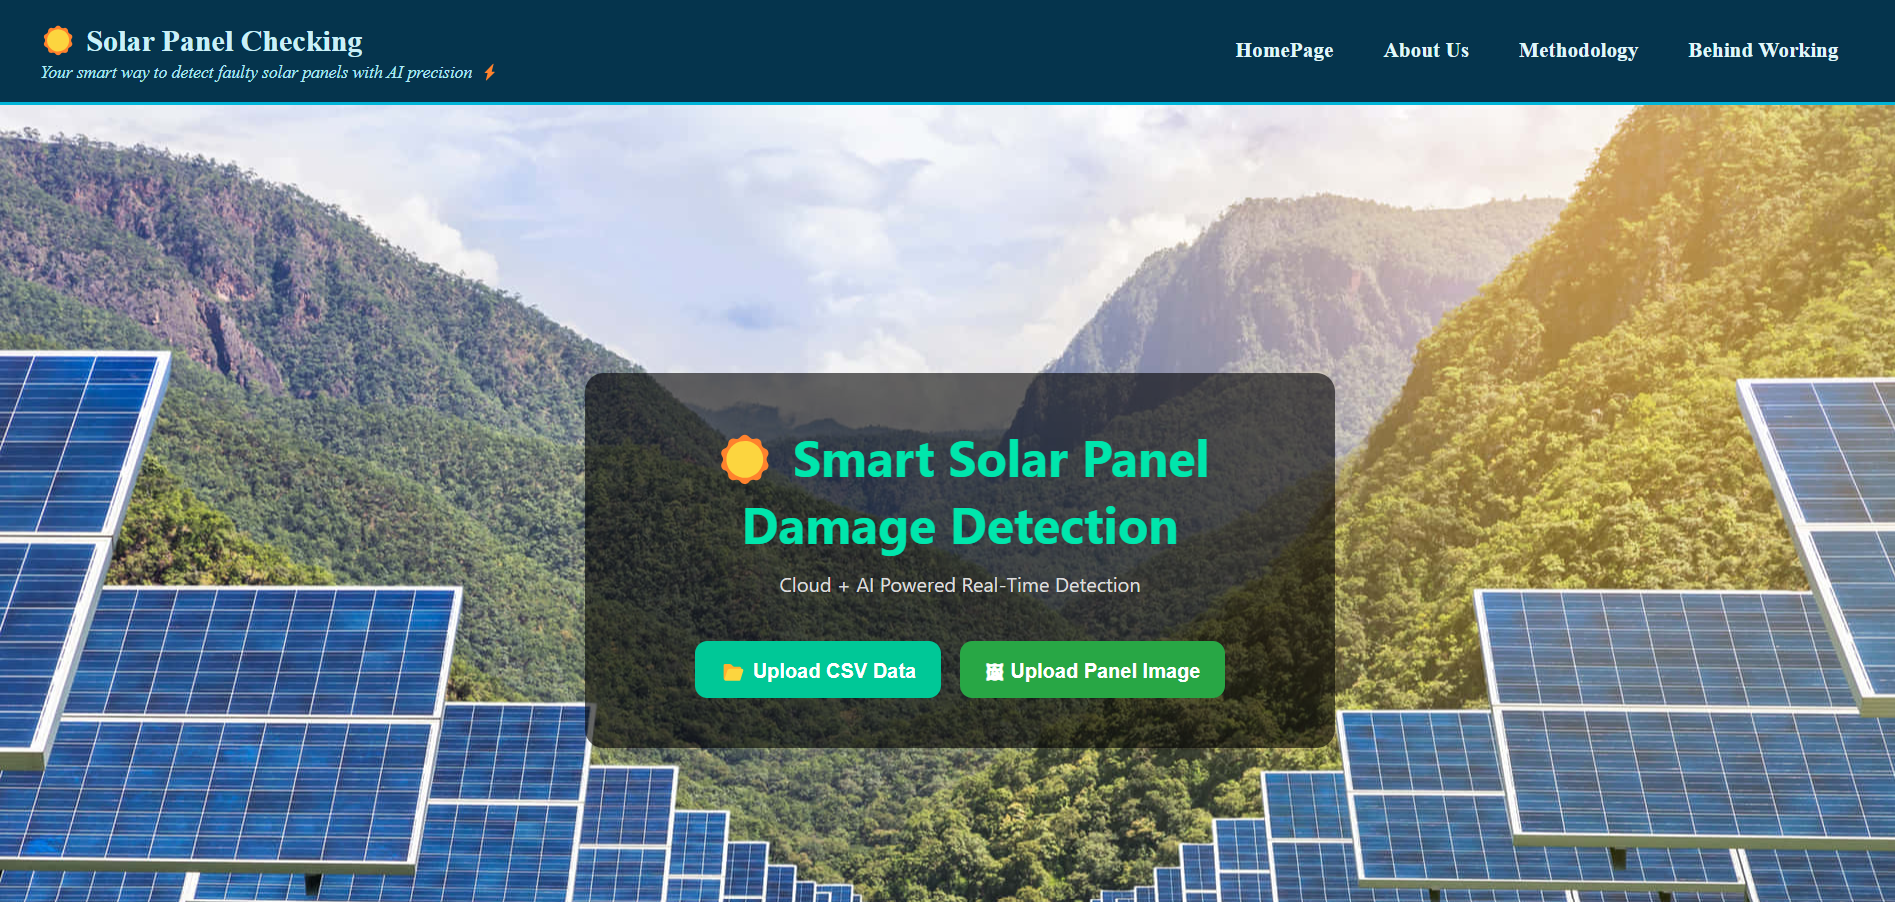 Solar Panel Checking
Your smart way to detect faulty solar panels with AI precision
HomePage
About Us
Methodology
Behind Working
Smart Solar Panel
Damage Detection
Cloud + AI Powered Real-Time Detection
Upload CSV Data
Upload Panel Image